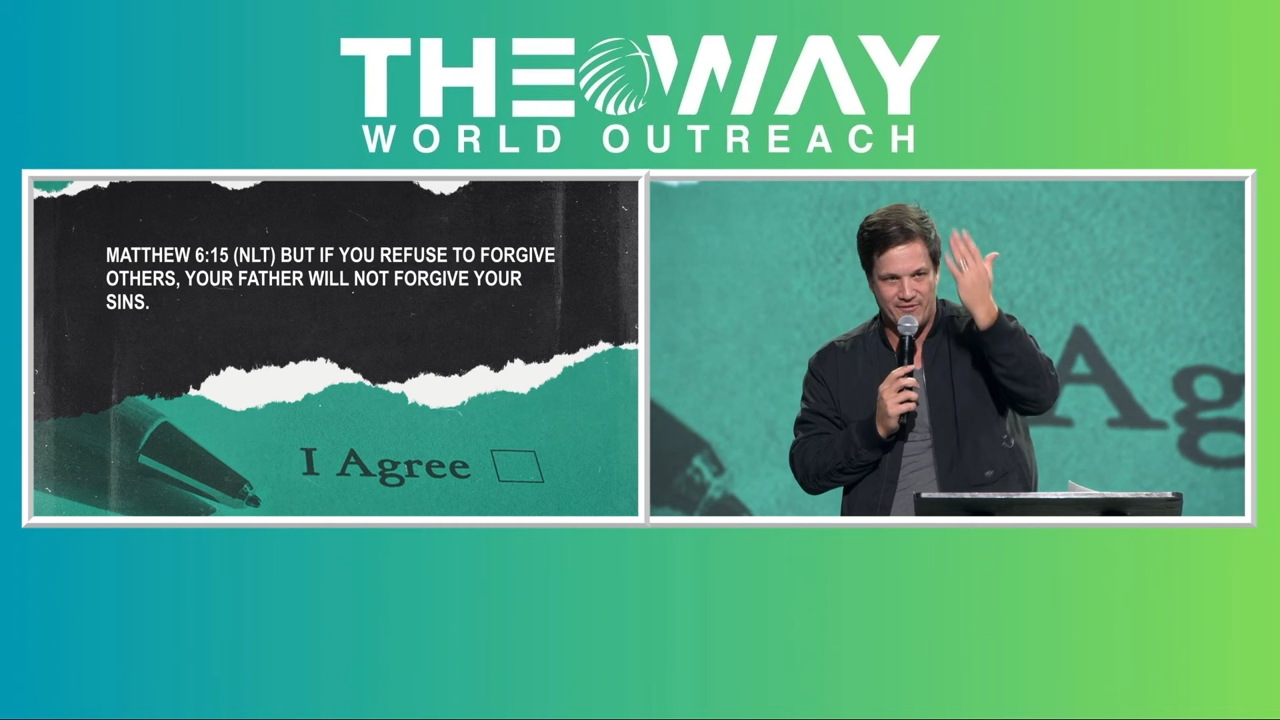 THE WAY
WORLD OUTREACH
MATTHEW 6:15 (NLT) BUT IF YOU REFUSE TO FORGIVE
OTHERS, YOUR FATHER WILL NOT FORGIVE YOUR
SINS.
I Agree
Ag